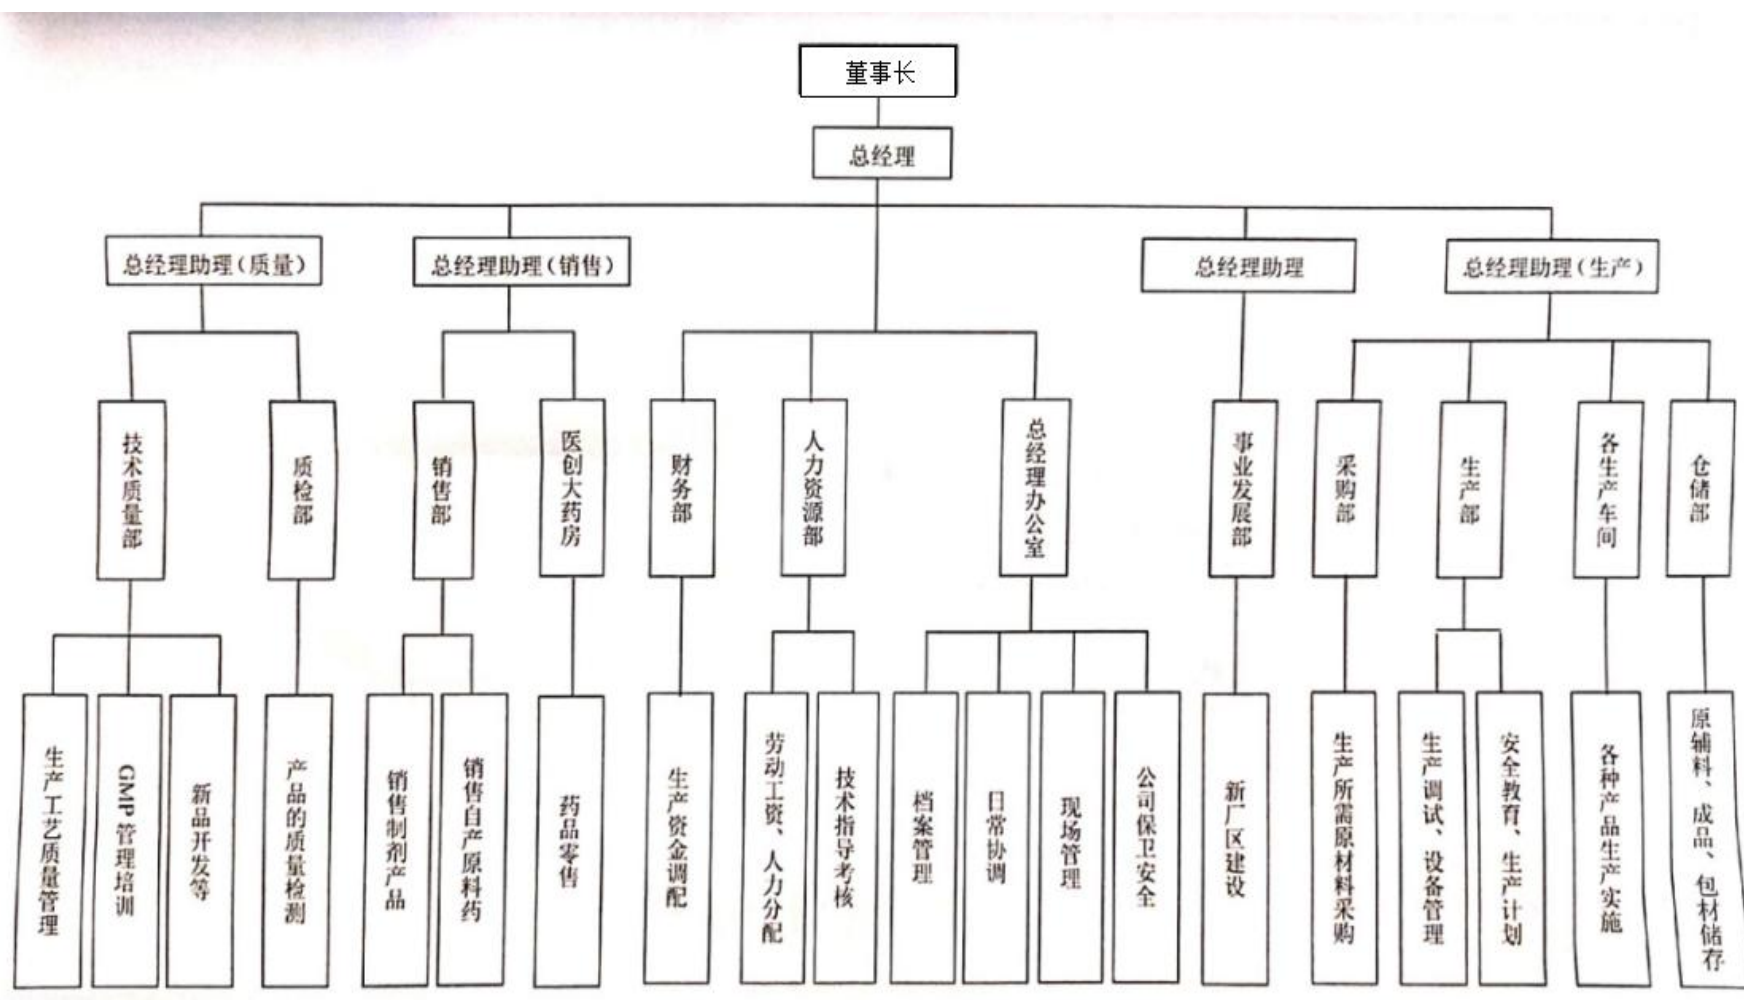 董事长
总经理
总经理助理(质量)
总经理助理(销售)
总经理助理
总经理助理(生产)
技术质量部
质检部
销售部
医创大药房
财务部
人力资源部
总经理办公室
事业发展部
采购部
生产部
各生产车间
仓储部
生产工艺质量管理
GMP管理培训
新品开发等
产品的质量检测
销售制剂产品
销售自产原料药
药品零售
生产资金调配
劳动工资、人力分配
技术指导考核
档案管理
日常协调
现场管理
公司保卫安全
新厂区建设
生产所需原材料采购
生产调试、设备管理
安全教育、生产计划
各种产品生产实施
原辅料、成品、包材储存